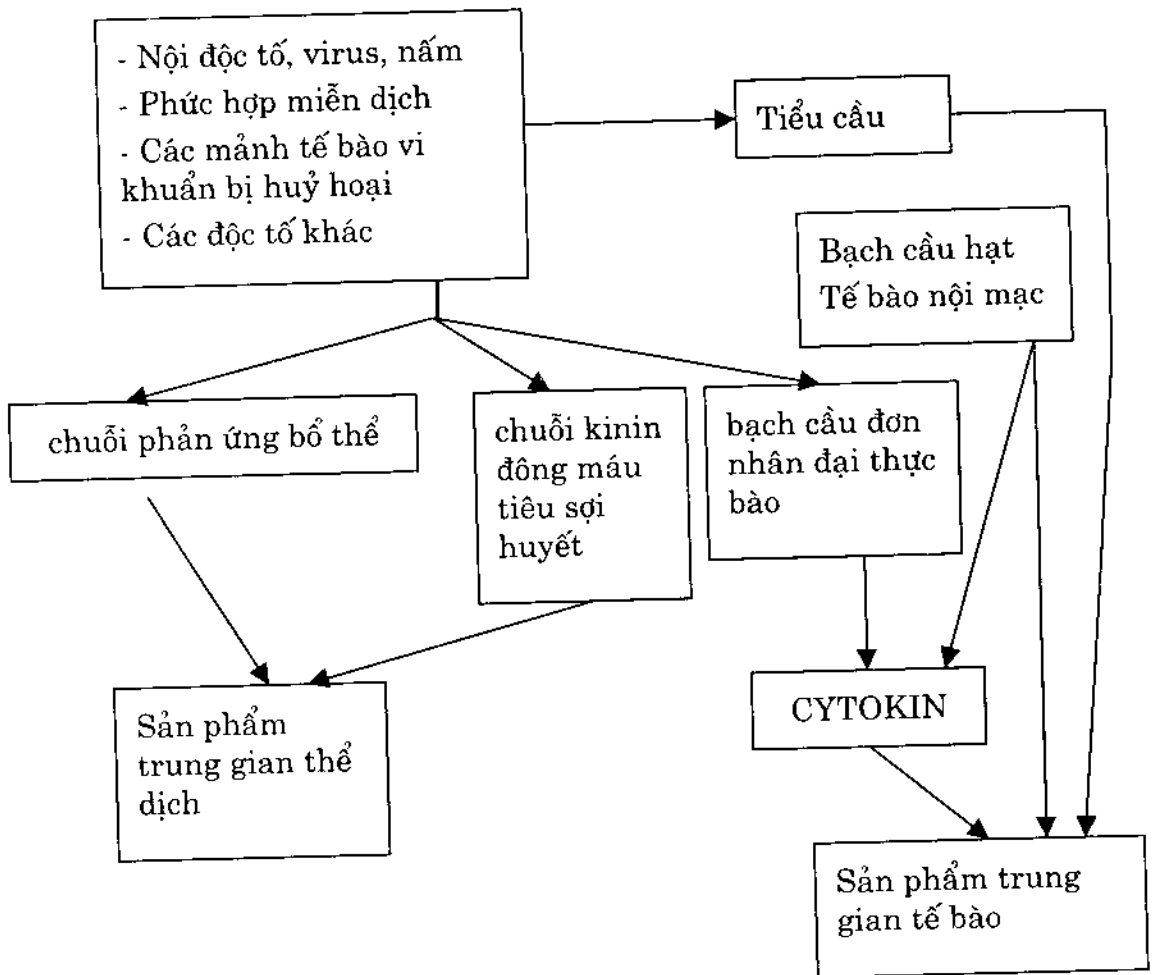 - Nội độc tố, virus, nấm
- Phức hợp miễn dịch
- Các mảnh tế bào vi
khuẩn bị huỷ hoại
- Các độc tố khác
Tiểu cầu
Bạch cầu hạt
Tế bào nội mạc
chuỗi phản ứng bổ thể
chuỗi kinin
đông máu
tiêu sợi
huyết
bạch cầu đơn
nhân đại thực
bào
CYTOKIN
Sản phẩm
trung gian thể
dịch
Sản phẩm trung
gian tế bào